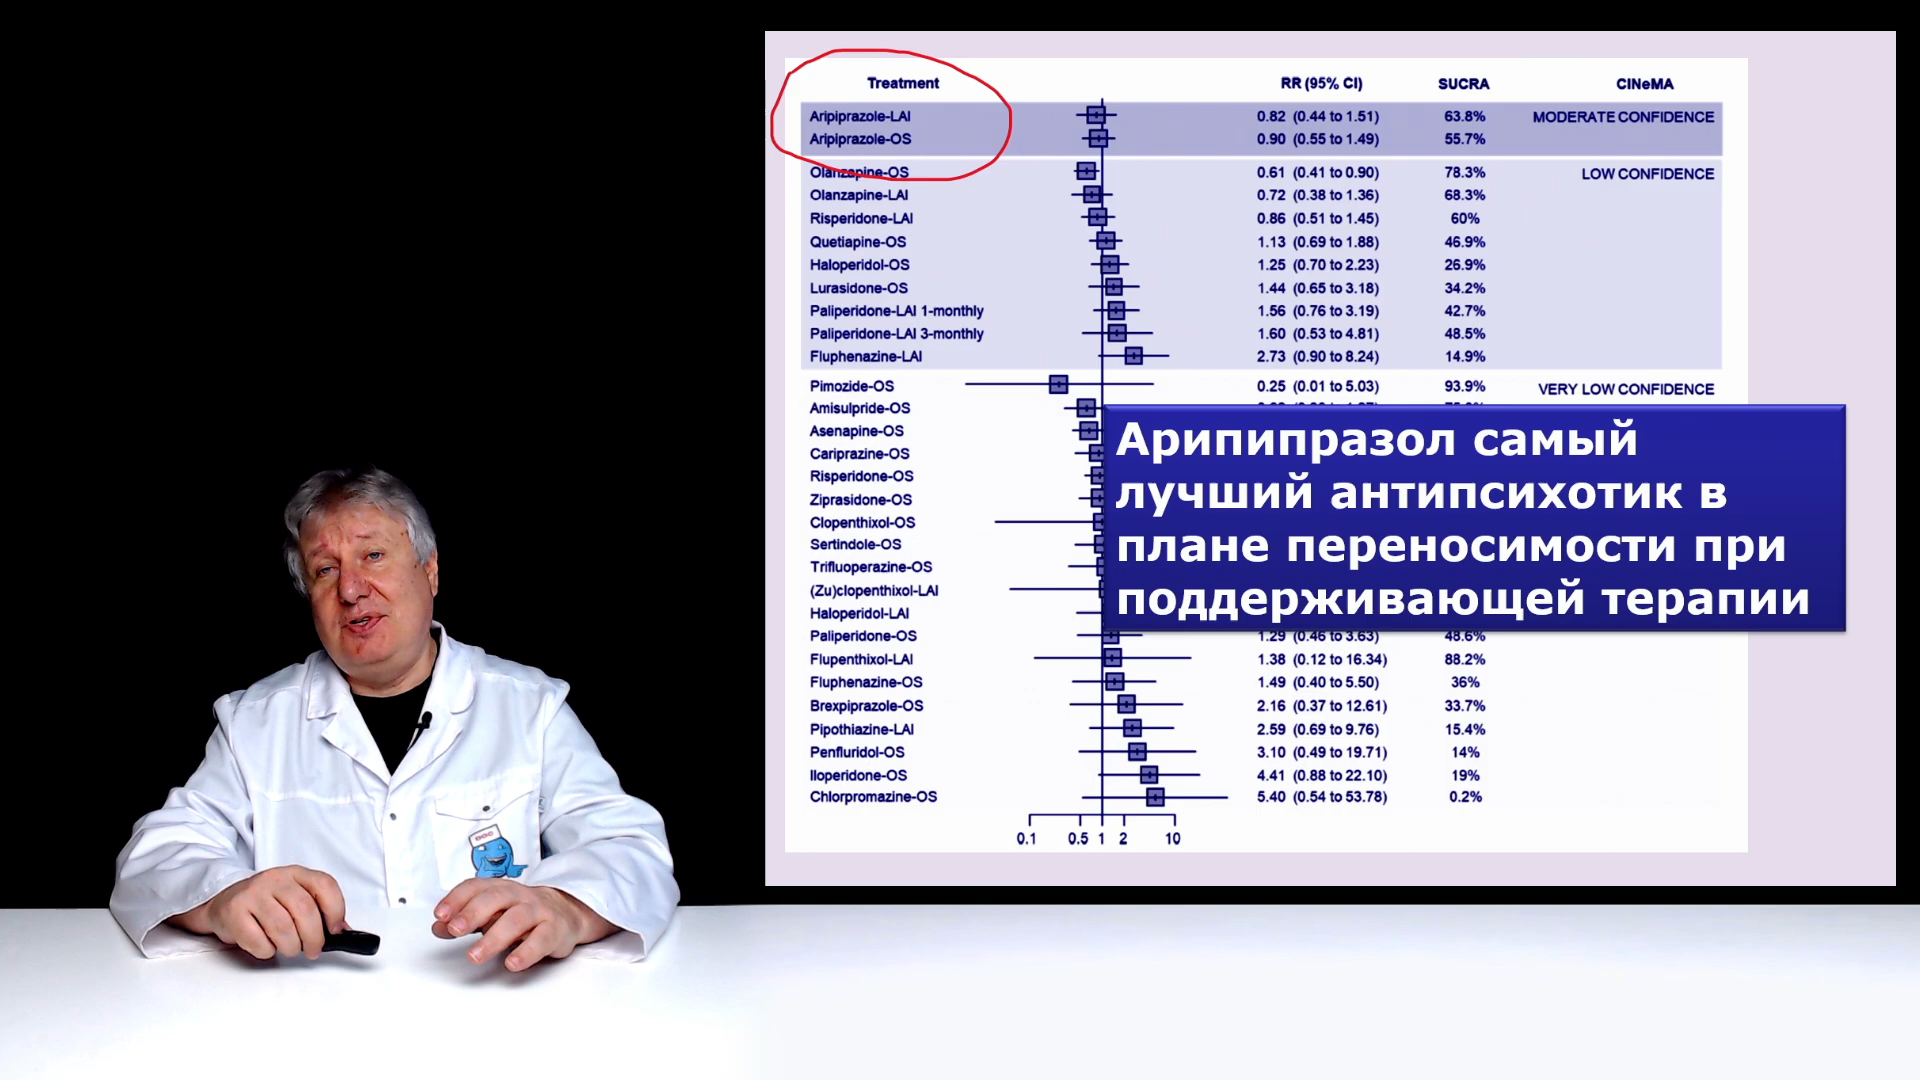 Treatment RR (95% CI) SUCRA CINeMA
Aripiprazole-LAI 0.82 (0.44 to 1.51) 63.8% MODERATE CONFIDENCE
Aripiprazole-OS 0.90 (0.55 to 1.49) 55.7%
Olanzapine-OS 0.61 (0.41 to 0.90) 78.3% LOW CONFIDENCE
Olanzapine-LAI 0.72 (0.38 to 1.36) 68.3%
Risperidone-LAI 0.86 (0.51 to 1.45) 60%
Quetiapine-OS 1.13 (0.69 to 1.88) 46.9%
Haloperidol-OS 1.25 (0.70 to 2.23) 26.9%
Lurasidone-OS 1.44 (0.65 to 3.18) 34.2%
Paliperidone-LAI 1-monthly 1.56 (0.76 to 3.19) 42.7%
Paliperidone-LAI 3-monthly 1.60 (0.53 to 4.81) 48.5%
Fluphenazine-LAI 2.73 (0.90 to 8.24) 14.9%
Pimozide-OS 0.25 (0.01 to 5.03) 93.9% VERY LOW CONFIDENCE
Amisulpride-OS
Asenapine-OS
Cariprazine-OS
Risperidone-OS
Ziprasidone-OS
Clopenthixol-OS
Sertindole-OS
Trifluoperazine-OS
(Zu)clopenthixol-LAI
Haloperidol-LAI
Арипипразол самый
лучший антипсихотик в
плане переносимости при
поддерживающей терапии
Paliperidone-OS 1.29 (0.46 to 3.63) 48.6%
Flupenthixol-LAI 1.38 (0.12 to 16.34) 88.2%
Fluphenazine-OS 1.49 (0.40 to 5.50) 36%
Brexpiprazole-OS 2.16 (0.37 to 12.61) 33.7%
Pipothiazine-LAI 2.59 (0.69 to 9.76) 15.4%
Penfluridol-OS 3.10 (0.49 to 19.71) 14%
Iloperidone-OS 4.41 (0.88 to 22.10) 19%
Chlorpromazine-OS 5.40 (0.54 to 53.78) 0.2%
0.1 0.5 1 2 10
DOC